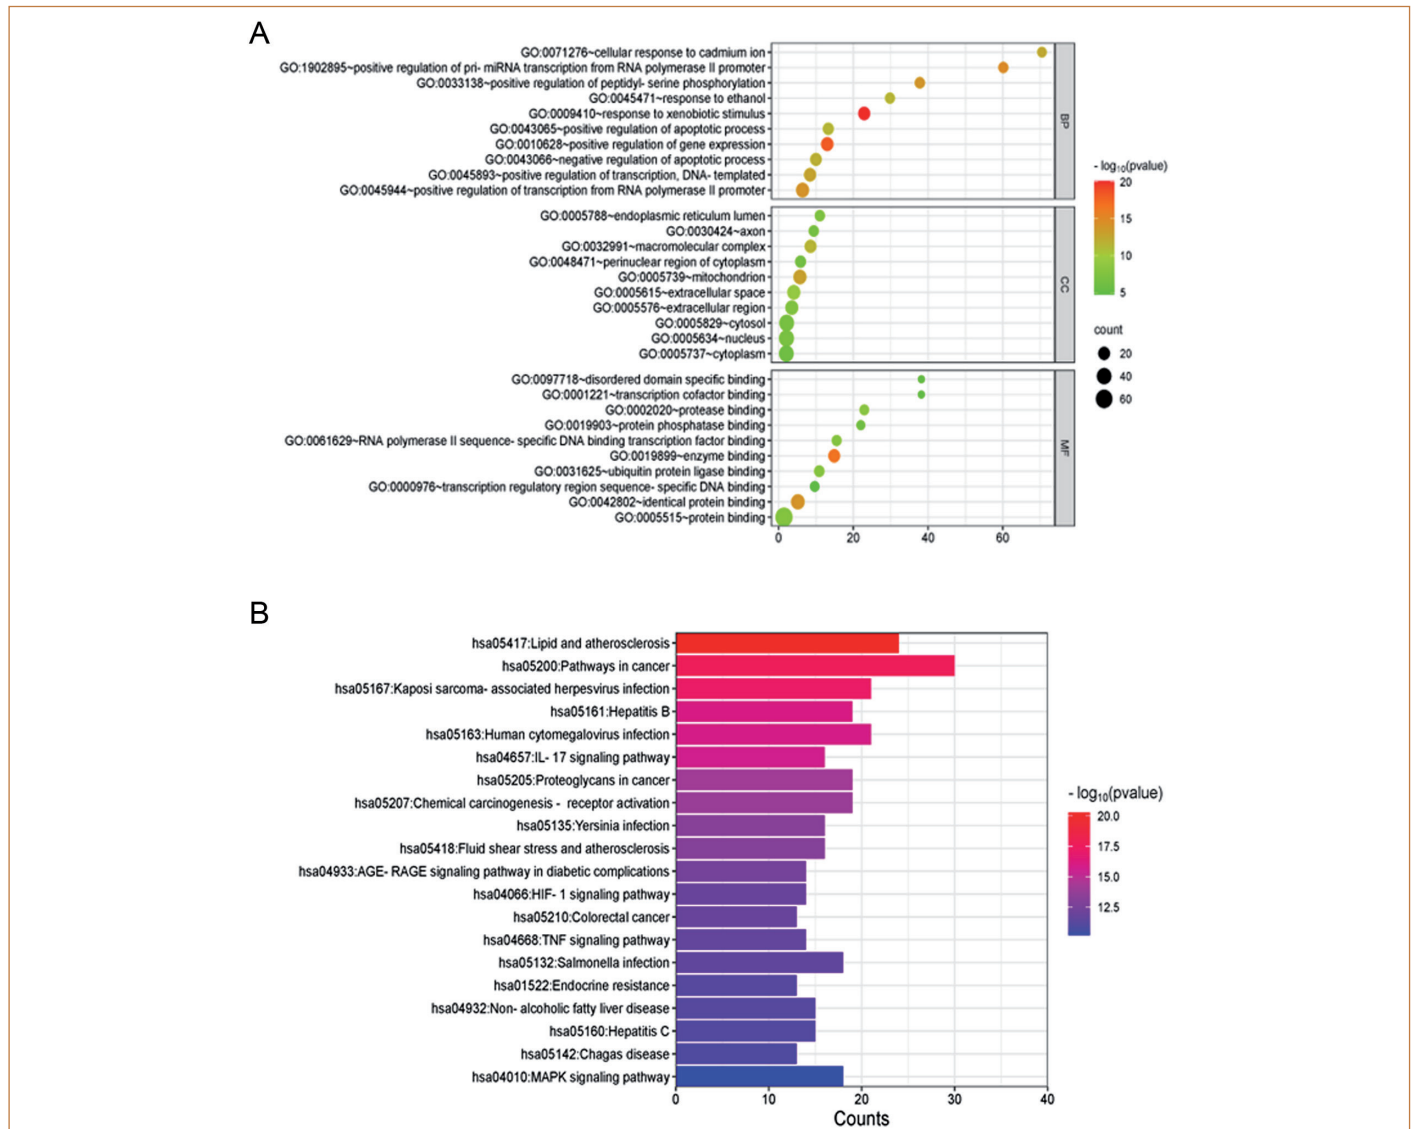 A
GO:0071276~cellular response to cadmium ion
GO:1902895~positive regulation of pri- miRNA transcription from RNA polymerase II promoter
GO:0033138~positive regulation of peptidyl- serine phosphorylation
GO:0045471~response to ethanol
GO:0009410~response to xenobiotic stimulus
GO:0043065~positive regulation of apoptotic process
GO:0010628~positive regulation of gene expression
GO:0043066~negative regulation of apoptotic process
GO:0045893~positive regulation of transcription, DNA- templated
GO:0045944~positive regulation of transcription from RNA polymerase II promoter
BP
GO:0005788~endoplasmic reticulum lumen
GO:0030424~axon
GO:0032991~macromolecular complex
GO:0048471~perinuclear region of cytoplasm
GO:0005739~mitochondrion
GO:0005615~extracellular space
GO:0005576~extracellular region
GO:0005829~cytosol
GO:0005634~nucleus
GO:0005737~cytoplasm
CC
GO:0097718~disordered domain specific binding
GO:0001221~transcription cofactor binding
GO:0002020~protease binding
GO:0019903~protein phosphatase binding
GO:0061629~RNA polymerase II sequence- specific DNA binding transcription factor binding
GO:0019899~enzyme binding
GO:0031625~ubiquitin protein ligase binding
GO:0000976~transcription regulatory region sequence- specific DNA binding
GO:0042802~identical protein binding
GO:0005515~protein binding
MF
0 20 40 60
- log10(pvalue)
20
15
10
5
count
20
40
60
B
hsa05417:Lipid and atherosclerosis
hsa05200:Pathways in cancer
hsa05167:Kaposi sarcoma- associated herpesvirus infection
hsa05161:Hepatitis B
hsa05163:Human cytomegalovirus infection
hsa04657:IL- 17 signaling pathway
hsa05205:Proteoglycans in cancer
hsa05207:Chemical carcinogenesis - receptor activation
hsa05135:Yersinia infection
hsa05418:Fluid shear stress and atherosclerosis
hsa04933:AGE- RAGE signaling pathway in diabetic complications
hsa04066:HIF- 1 signaling pathway
hsa05210:Colorectal cancer
hsa04668:TNF signaling pathway
hsa05132:Salmonella infection
hsa01522:Endocrine resistance
hsa04932:Non- alcoholic fatty liver disease
hsa05160:Hepatitis C
hsa05142:Chagas disease
hsa04010:MAPK signaling pathway
0 10 20 30 40
Counts
- log10(pvalue)
20.0
17.5
15.0
12.5